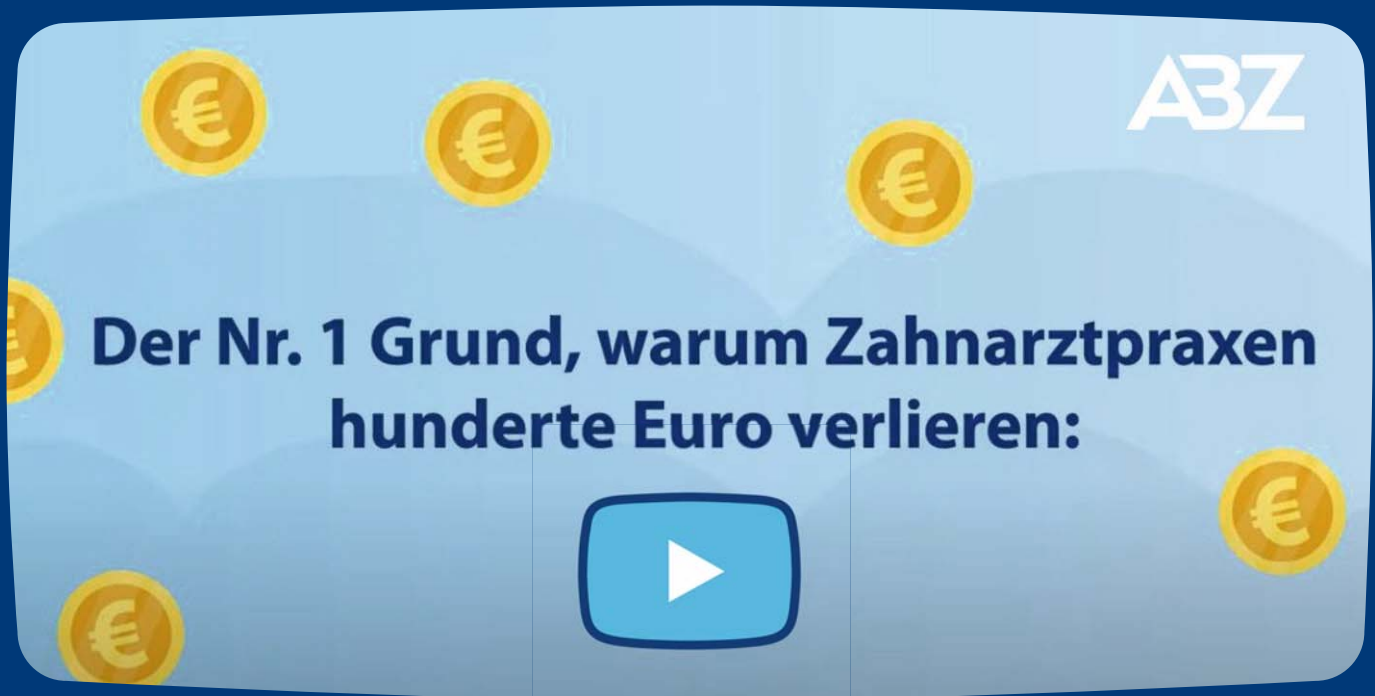 ABZ
Der Nr. 1 Grund, warum Zahnarztpraxen
hunderte Euro verlieren: